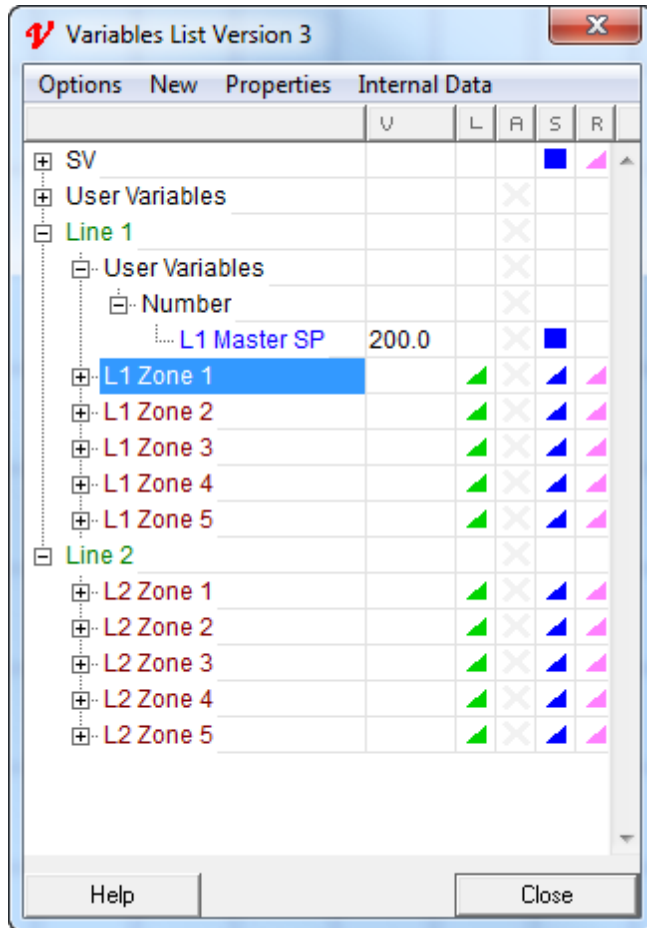 Variables List Version 3
Options New Properties Internal Data
V L A S R
SV
User Variables
Line 1
User Variables
Number
L1 Master SP 200.0
L1 Zone 1
L1 Zone 2
L1 Zone 3
L1 Zone 4
L1 Zone 5
Line 2
L2 Zone 1
L2 Zone 2
L2 Zone 3
L2 Zone 4
L2 Zone 5
Help Close